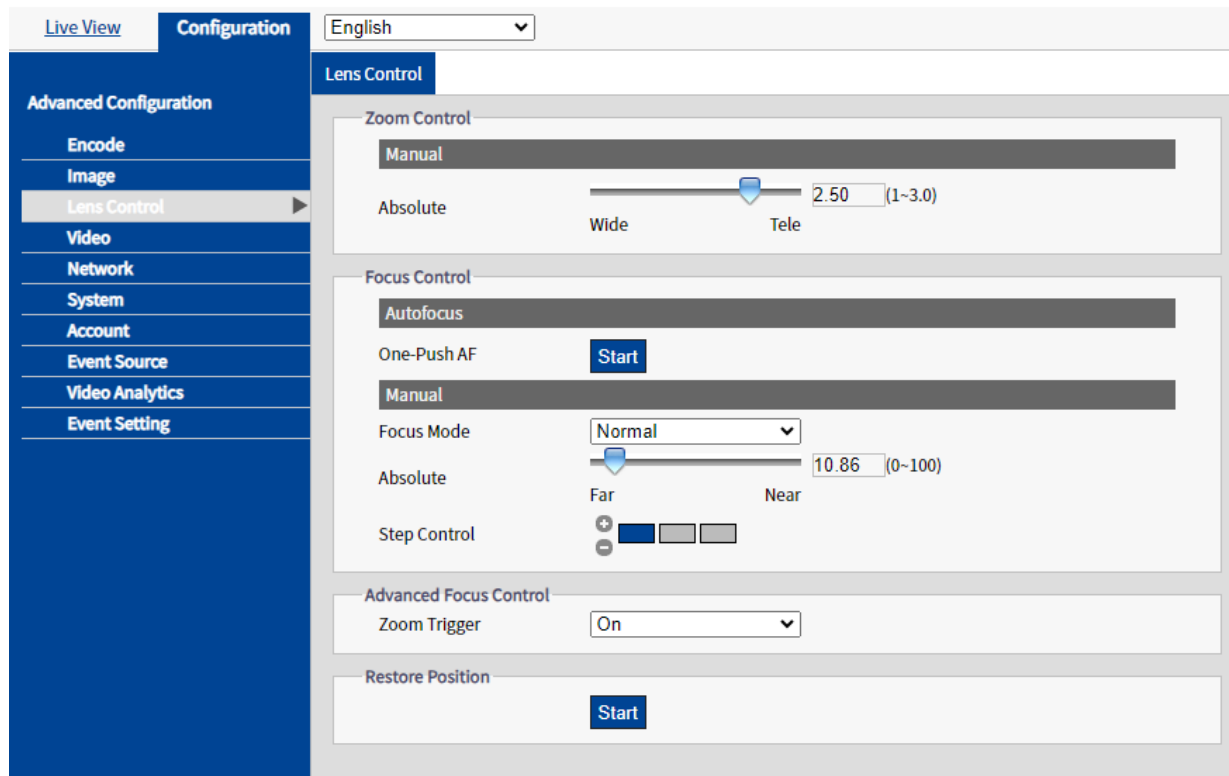 Live View Configuration English
Lens Control
Advanced Configuration
Encode
Image
Lens Control
Video
Network
System
Account
Event Source
Video Analytics
Event Setting
Zoom Control
Manual
Absolute 2.50 (1~3.0)
Wide Tele
Focus Control
Autofocus
One-Push AF Start
Manual
Focus Mode Normal
Absolute 10.86 (0~100)
Far Near
Step Control
Advanced Focus Control
Zoom Trigger On
Restore Position
Start